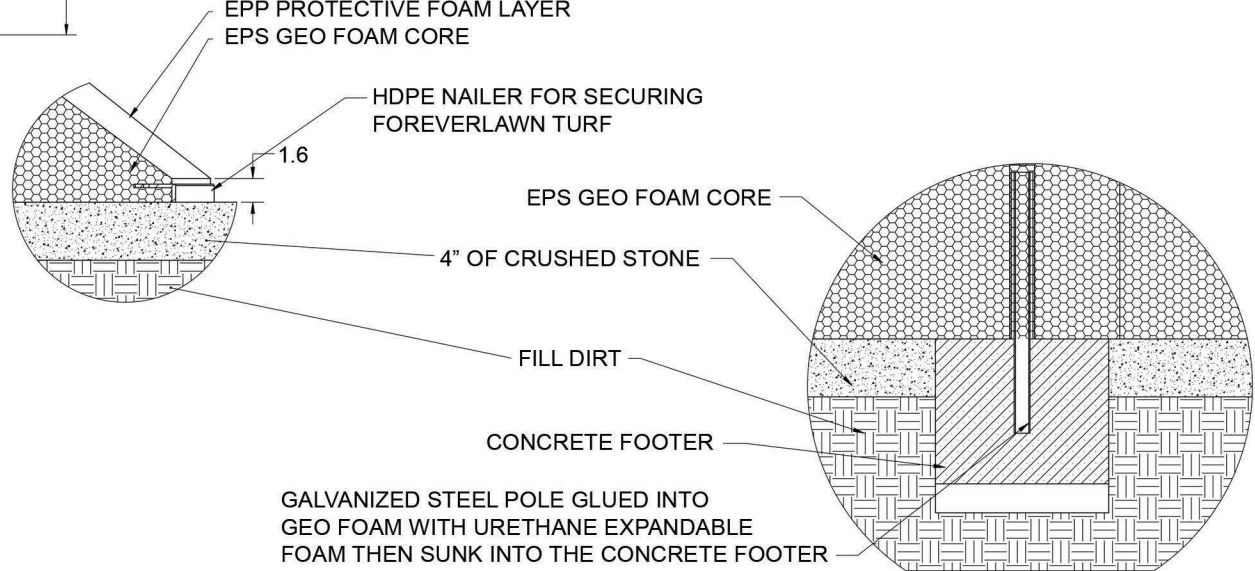 EPP PROTECTIVE FOAM LAYER
EPS GEO FOAM CORE
HDPE NAILER FOR SECURING
FOREVERLAWN TURF
1.6
EPS GEO FOAM CORE
4” OF CRUSHED STONE
FILL DIRT
CONCRETE FOOTER
GALVANIZED STEEL POLE GLUED INTO
GEO FOAM WITH URETHANE EXPANDABLE
FOAM THEN SUNK INTO THE CONCRETE FOOTER